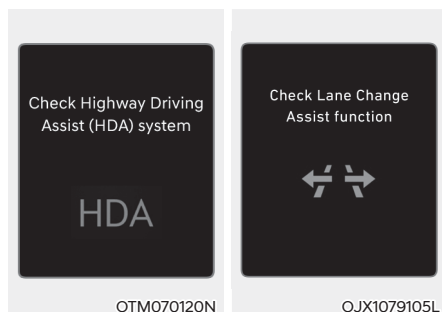 Check Highway Driving
Assist (HDA) system
HDA
OTM070120N
Check Lane Change
Assist function
OJX1079105L